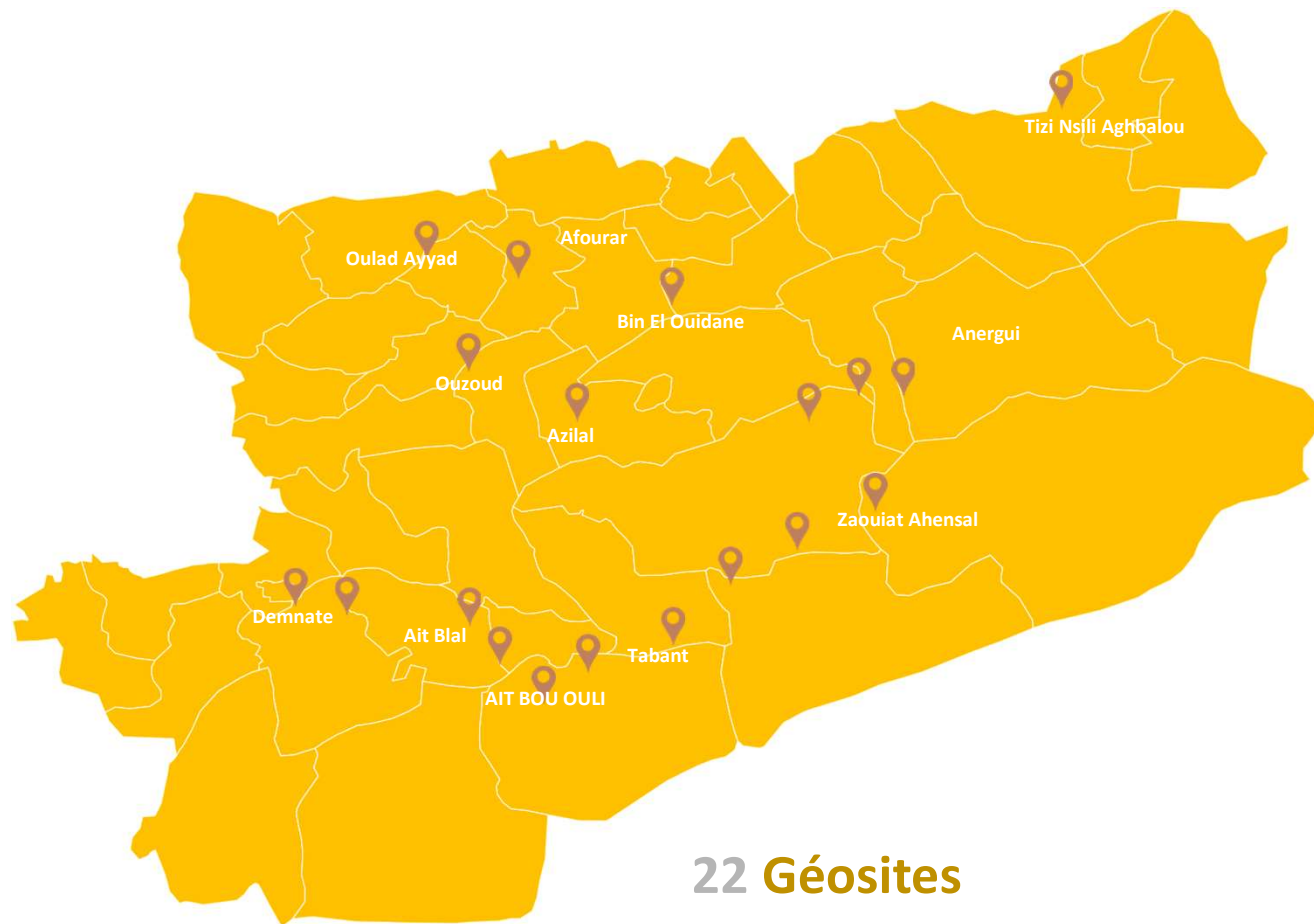 Tizi Nsili Aghbalou
Afourar
Oulad Ayyad
Bin El Ouidane
Anergui
Ouzoud
Azilal
Zaouiat Ahensal
Demnate
Ait Blal
Tabant
AIT BOU OULI
22 Géosites